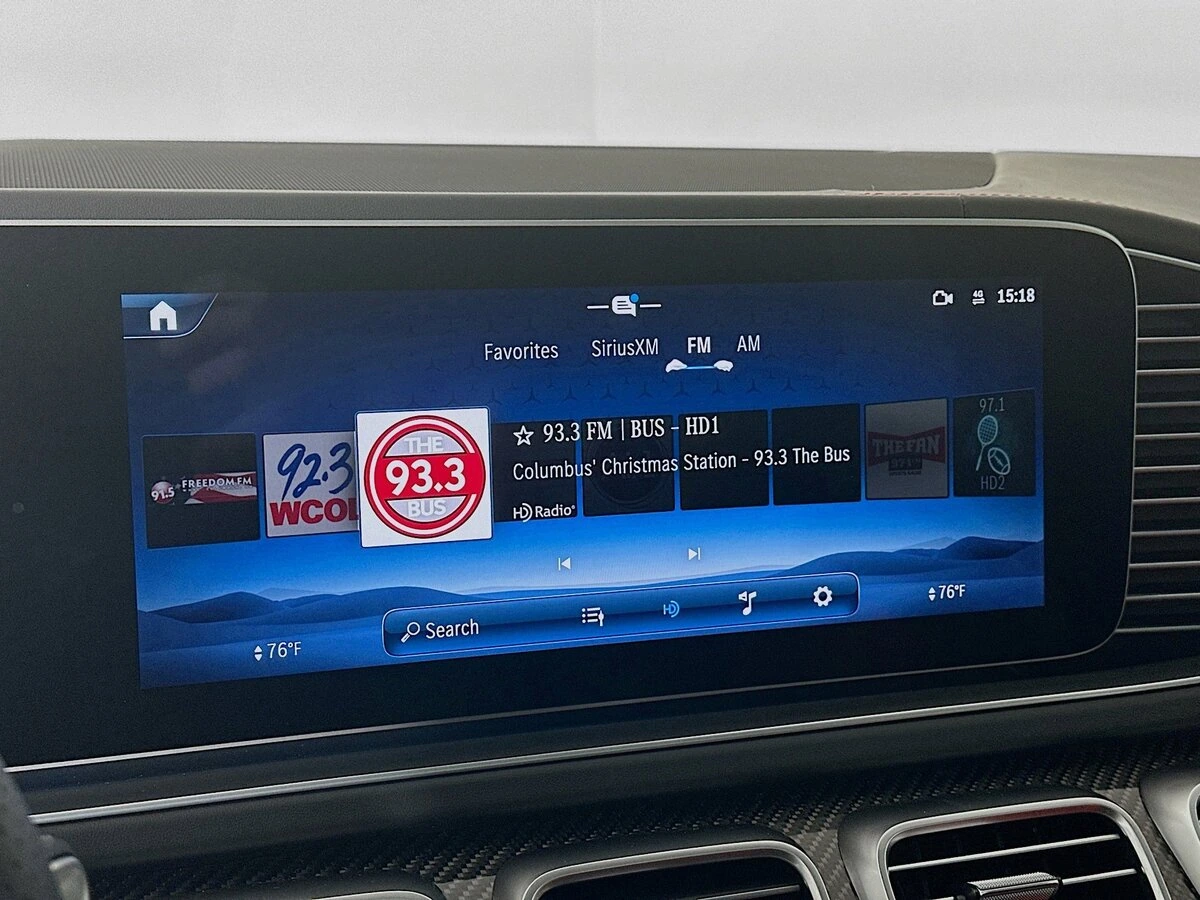 4G 15:18
Favorites SiriusXM FM AM
91.5 FREEDOM FM
92.3
WCOL
THE
93.3
BUS
93.3 FM | BUS - HD1
Columbus' Christmas Station - 93.3 The Bus
HD Radio
THE FAN
97.1
HD2
76°F
Search
HD
76°F